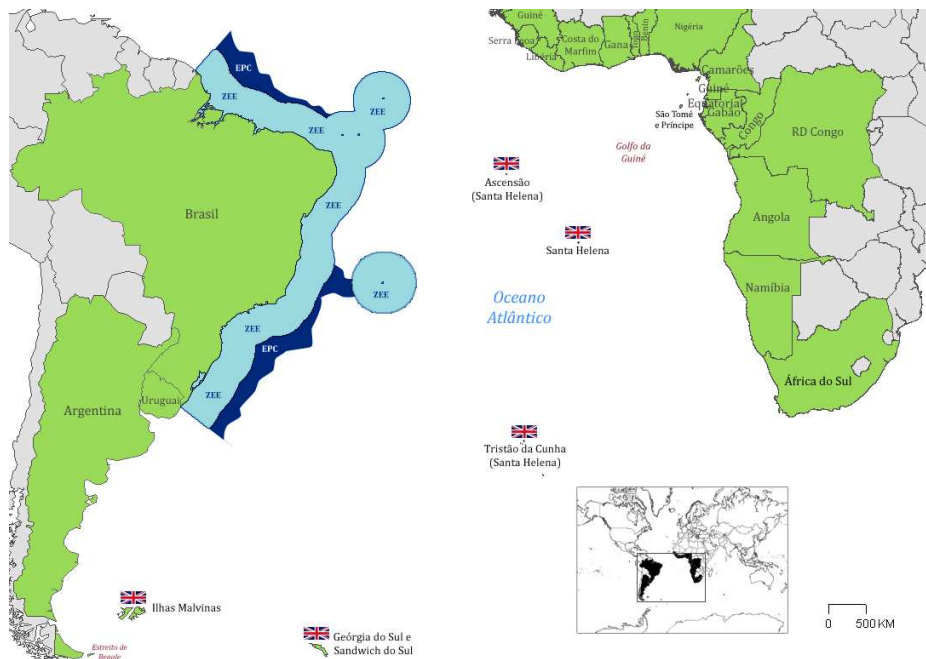 EPC
ZEE
ZEE
ZEE
ZEE
Brasil
ZEE
ZEE
EPC
ZEE
Argentina
Uruguai
Ilhas Malvinas
Geórgia do Sul e
Sandwich do Sul
Estreito de
Beagle
Guiné
Serra Leoa
Libéria
Costa do
Marfim
Gana
Togo
Benin
Nigéria
Camarões
Guiné
Equatorial
Gabão
Congo
São Tomé
e Príncipe
RD Congo
Golfo da
Guiné
Ascensão
(Santa Helena)
Santa Helena
Angola
Namíbia
Oceano
Atlântico
África do Sul
Tristão da Cunha
(Santa Helena)
0 500 KM